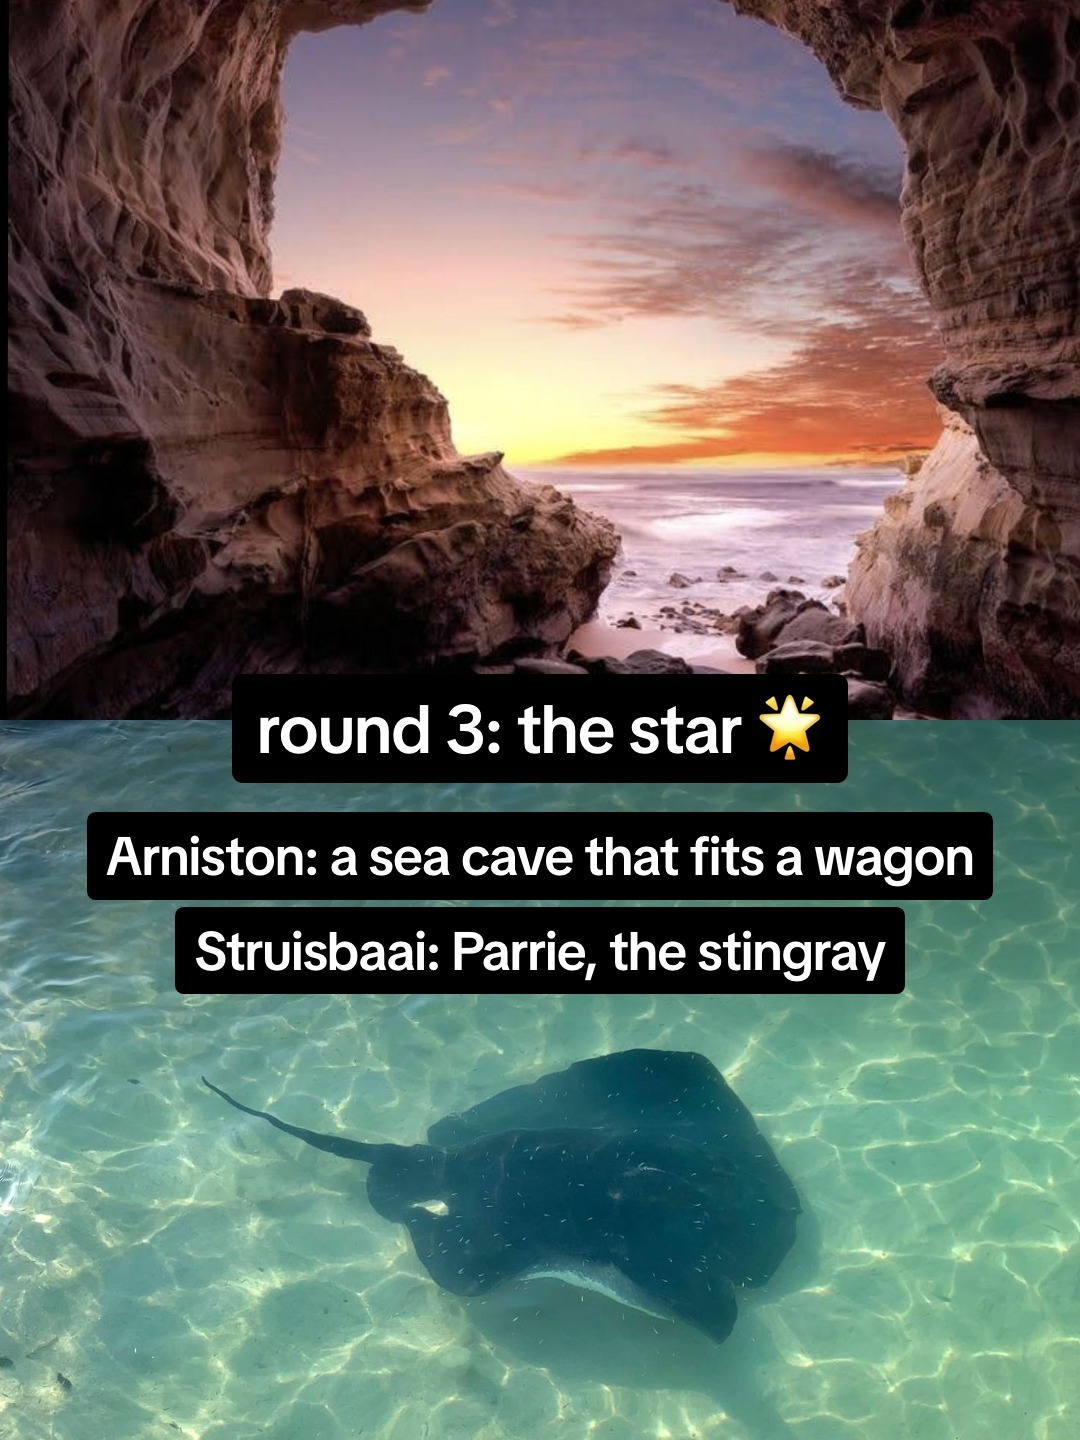 round 3: the star 🌟
Arniston: a sea cave that fits a wagon
Struisbaai: Parrie, the stingray